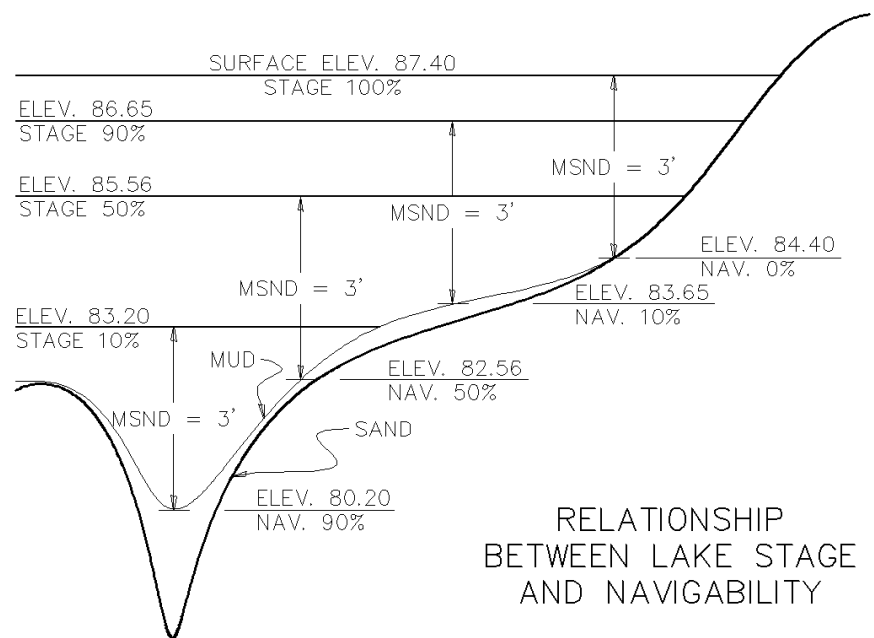 SURFACE ELEV. 87.40
STAGE 100%
ELEV. 86.65
STAGE 90%
MSND = 3'
ELEV. 85.56
STAGE 50%
MSND = 3'
ELEV. 84.40
NAV. 0%
MSND = 3'
ELEV. 83.65
NAV. 10%
ELEV. 83.20
STAGE 10%
MUD
ELEV. 82.56
NAV. 50%
MSND = 3'
SAND
ELEV. 80.20
NAV. 90%
RELATIONSHIP
BETWEEN LAKE STAGE
AND NAVIGABILITY